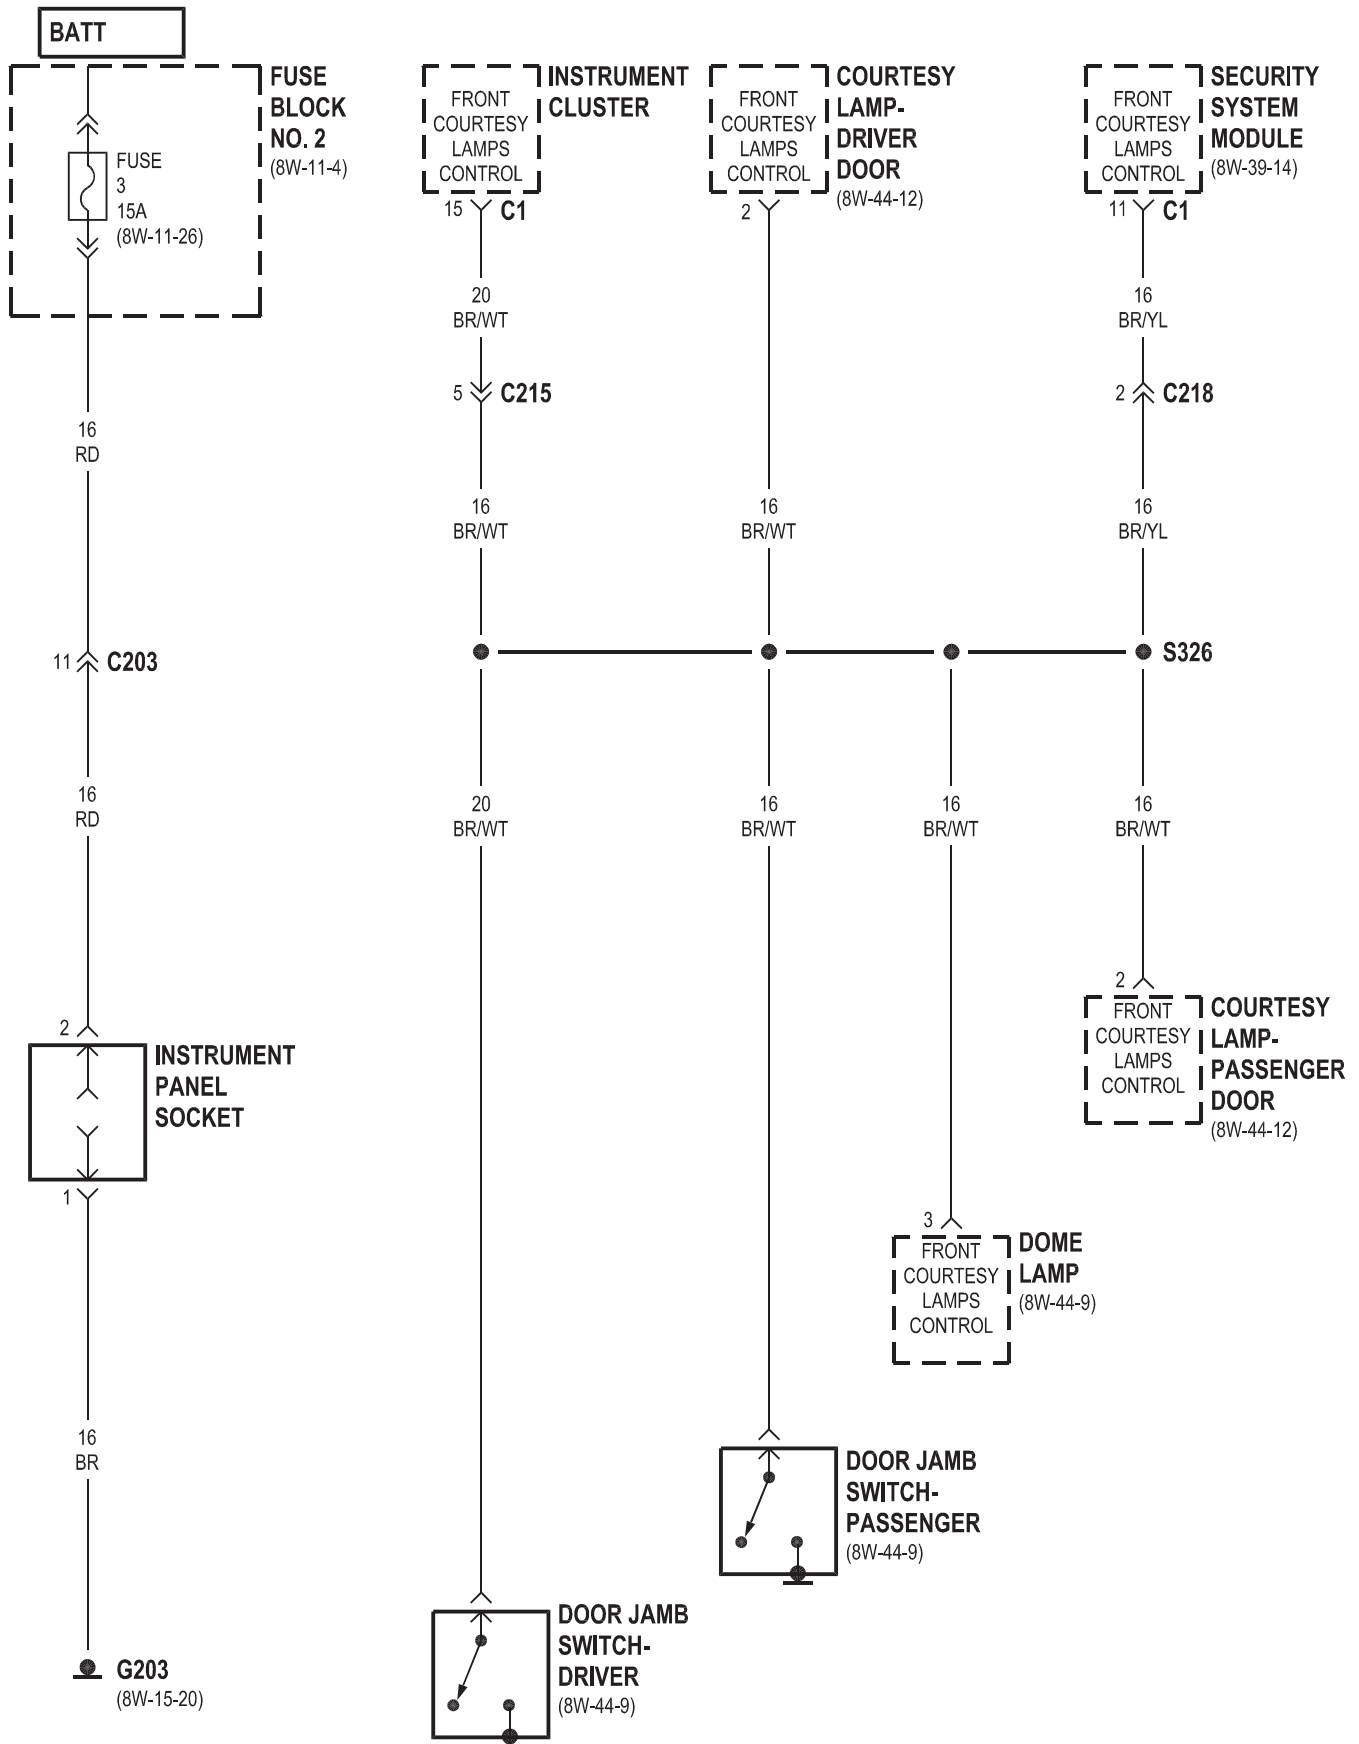 BATT
FUSE
BLOCK
NO. 2
(8W-11-4)
FUSE
3
15A
(8W-11-26)
16
RD
11
C203
16
RD
2
INSTRUMENT
PANEL
SOCKET
1
16
BR
G203
(8W-15-20)
FRONT
COURTESY
LAMPS
CONTROL
INSTRUMENT
CLUSTER
15
C1
20
BR/WT
5
C215
16
BR/WT
20
BR/WT
DOOR JAMB
SWITCH-
DRIVER
(8W-44-9)
FRONT
COURTESY
LAMPS
CONTROL
COURTESY
LAMP-
DRIVER
DOOR
(8W-44-12)
2
16
BR/WT
16
BR/WT
DOOR JAMB
SWITCH-
PASSENGER
(8W-44-9)
16
BR/WT
3
FRONT
COURTESY
LAMPS
CONTROL
DOME
LAMP
(8W-44-9)
FRONT
COURTESY
LAMPS
CONTROL
SECURITY
SYSTEM
MODULE
(8W-39-14)
11
C1
16
BR/YL
2
C218
16
BR/YL
S326
16
BR/WT
2
FRONT
COURTESY
LAMPS
CONTROL
COURTESY
LAMP-
PASSENGER
DOOR
(8W-44-12)